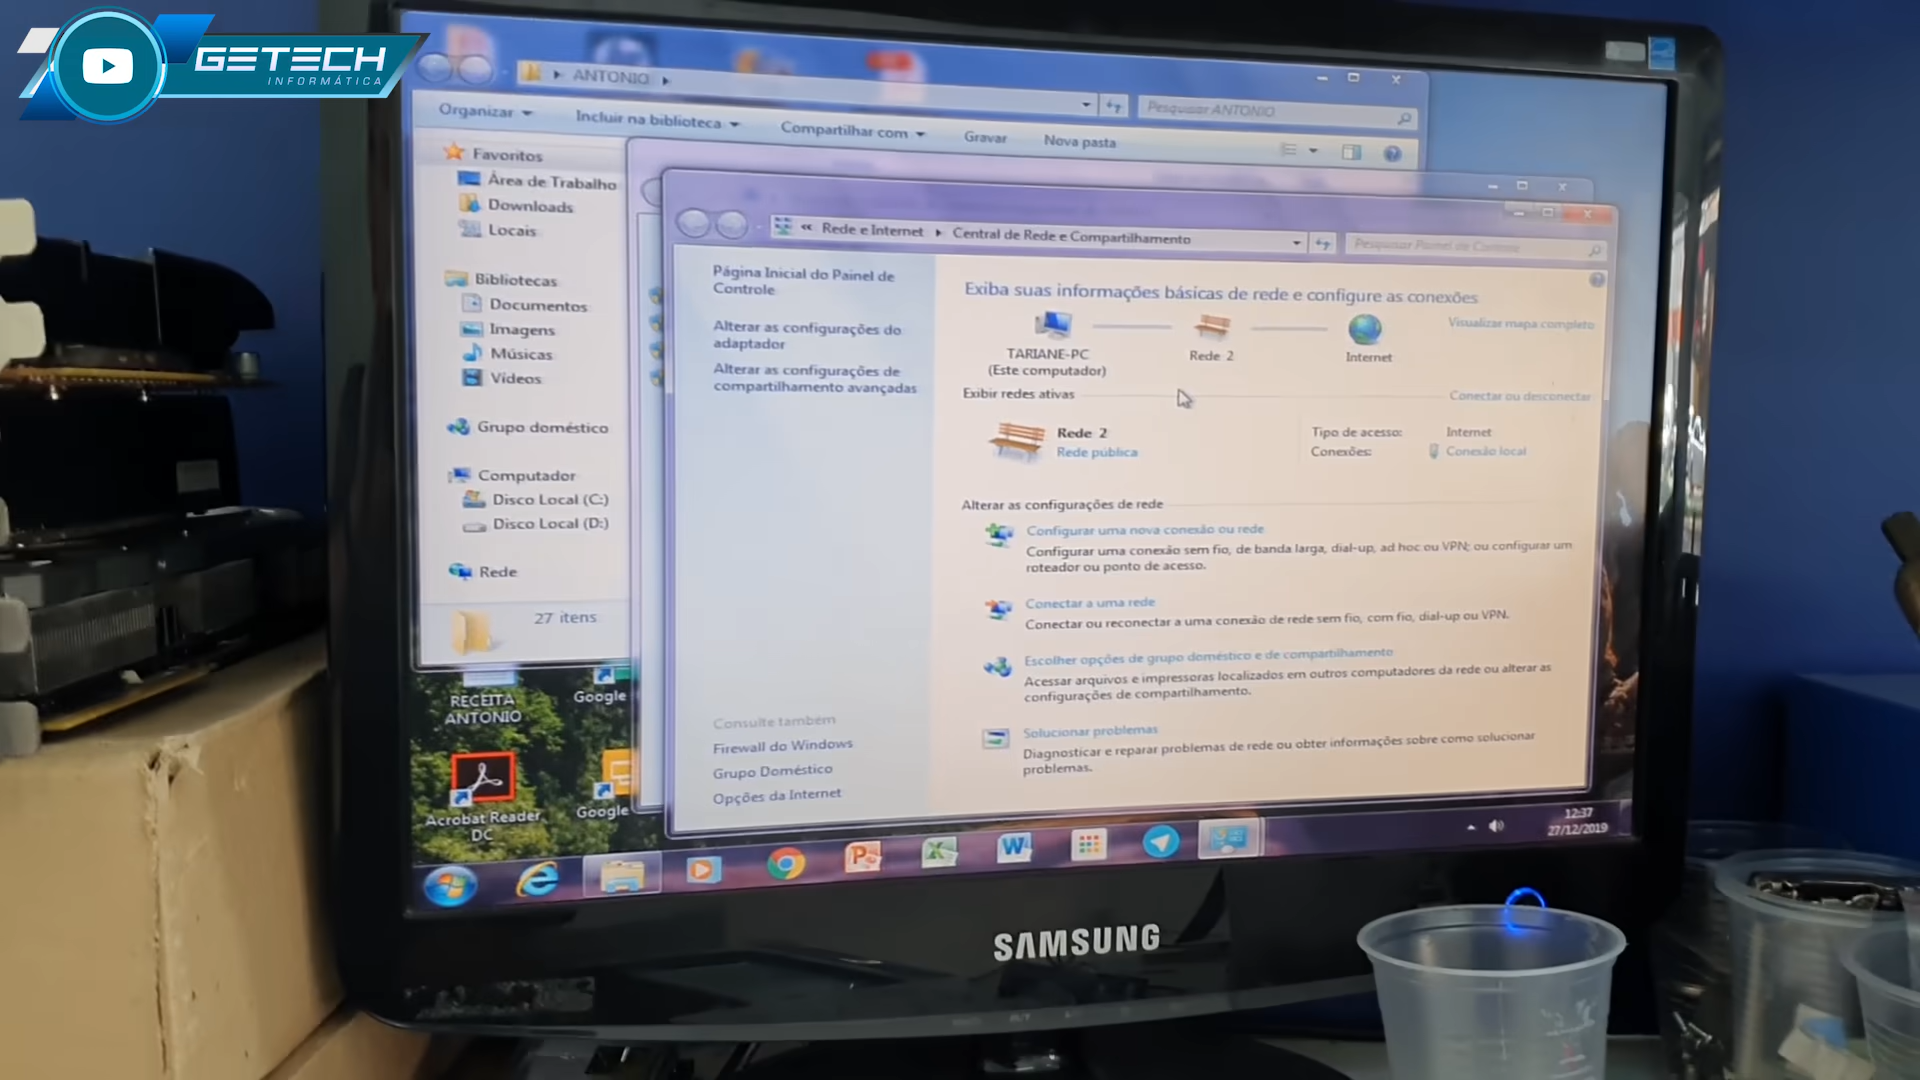 GETECH
INFORMÁTICA
ANTONIO
Pesquisar ANTONIO
Organizar
Incluir na biblioteca
Compartilhar com
Gravar
Nova pasta
Favoritos
Área de Trabalho
Downloads
Locais
Bibliotecas
Documentos
Imagens
Músicas
Vídeos
Grupo doméstico
Computador
Disco Local (C:)
Disco Local (D:)
Rede
27 itens
« Rede e Internet
Central de Rede e Compartilhamento
Pesquisar Painel de Controle
Página Inicial do Painel de
Controle
Alterar as configurações do
adaptador
Alterar as configurações de
compartilhamento avançadas
Consulte também
Firewall do Windows
Grupo Doméstico
Opções da Internet
Exiba suas informações básicas de rede e configure as conexões
Visualizar mapa completo
TARIANE-PC
(Este computador)
Rede 2
Internet
Exibir redes ativas
Conectar ou desconectar
Rede 2
Rede pública
Tipo de acesso: Internet
Conexões: Conexão local
Alterar as configurações de rede
Configurar uma nova conexão ou rede
Configurar uma conexão sem fio, de banda larga, dial-up, ad hoc ou VPN; ou configurar um
roteador ou ponto de acesso.
Conectar a uma rede
Conectar ou reconectar a uma conexão de rede sem fio, com fio, dial-up ou VPN.
Escolher opções de grupo doméstico e de compartilhamento
Acessar arquivos e impressoras localizados em outros computadores da rede ou alterar as
configurações de compartilhamento.
Solucionar problemas
Diagnosticar e reparar problemas de rede ou obter informações sobre como solucionar
problemas.
RECEITA
ANTONIO
Google
Acrobat Reader
DC
Google
12:37
27/12/2019
SAMSUNG